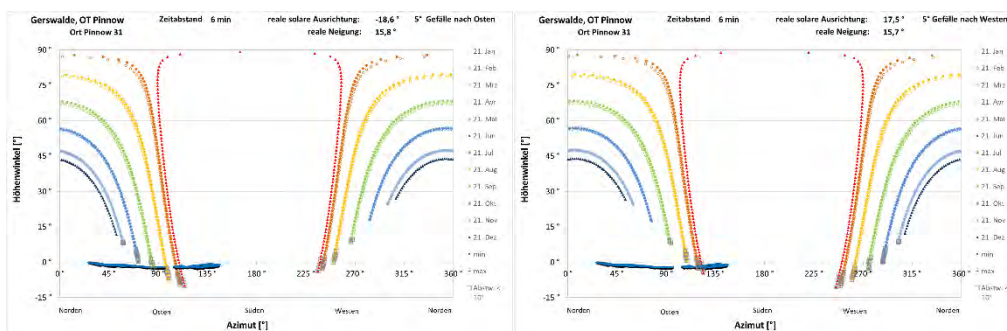 Gerswalde, OT Pinnow
Zeitabstand 6 min
reale solare Ausrichtung: -18,6 °
5° Gefälle nach Osten
Ort Pinnow 31
reale Neigung: 15,8 °
90 °
75 °
60 °
45 °
30 °
15 °
0 °
-15 °
Höhenwinkel [°]
0 °
45 °
90 °
135 °
180 °
225 °
270 °
315 °
360 °
Norden
Osten
Süden
Westen
Norden
Azimut [°]
21. Jan
21. Feb
21. Mrz
21. Apr
21. Mai
21. Jun
21. Jul
21. Aug
21. Sep
21. Okt
21. Nov
21. Dez
min
max
10°
Gerswalde, OT Pinnow
Zeitabstand 6 min
reale solare Ausrichtung: 17,5 °
5° Gefälle nach Westen
Ort Pinnow 31
reale Neigung: 15,7 °
90 °
75 °
60 °
45 °
30 °
15 °
0 °
-15 °
Höhenwinkel [°]
0 °
45 °
90 °
135 °
180 °
225 °
270 °
315 °
360 °
Norden
Osten
Süden
Westen
Norden
Azimut [°]
21. Jan
21. Feb
21. Mrz
21. Apr
21. Mai
21. Jun
21. Jul
21. Aug
21. Sep
21. Okt
21. Nov
21. Dez
min
max
10°